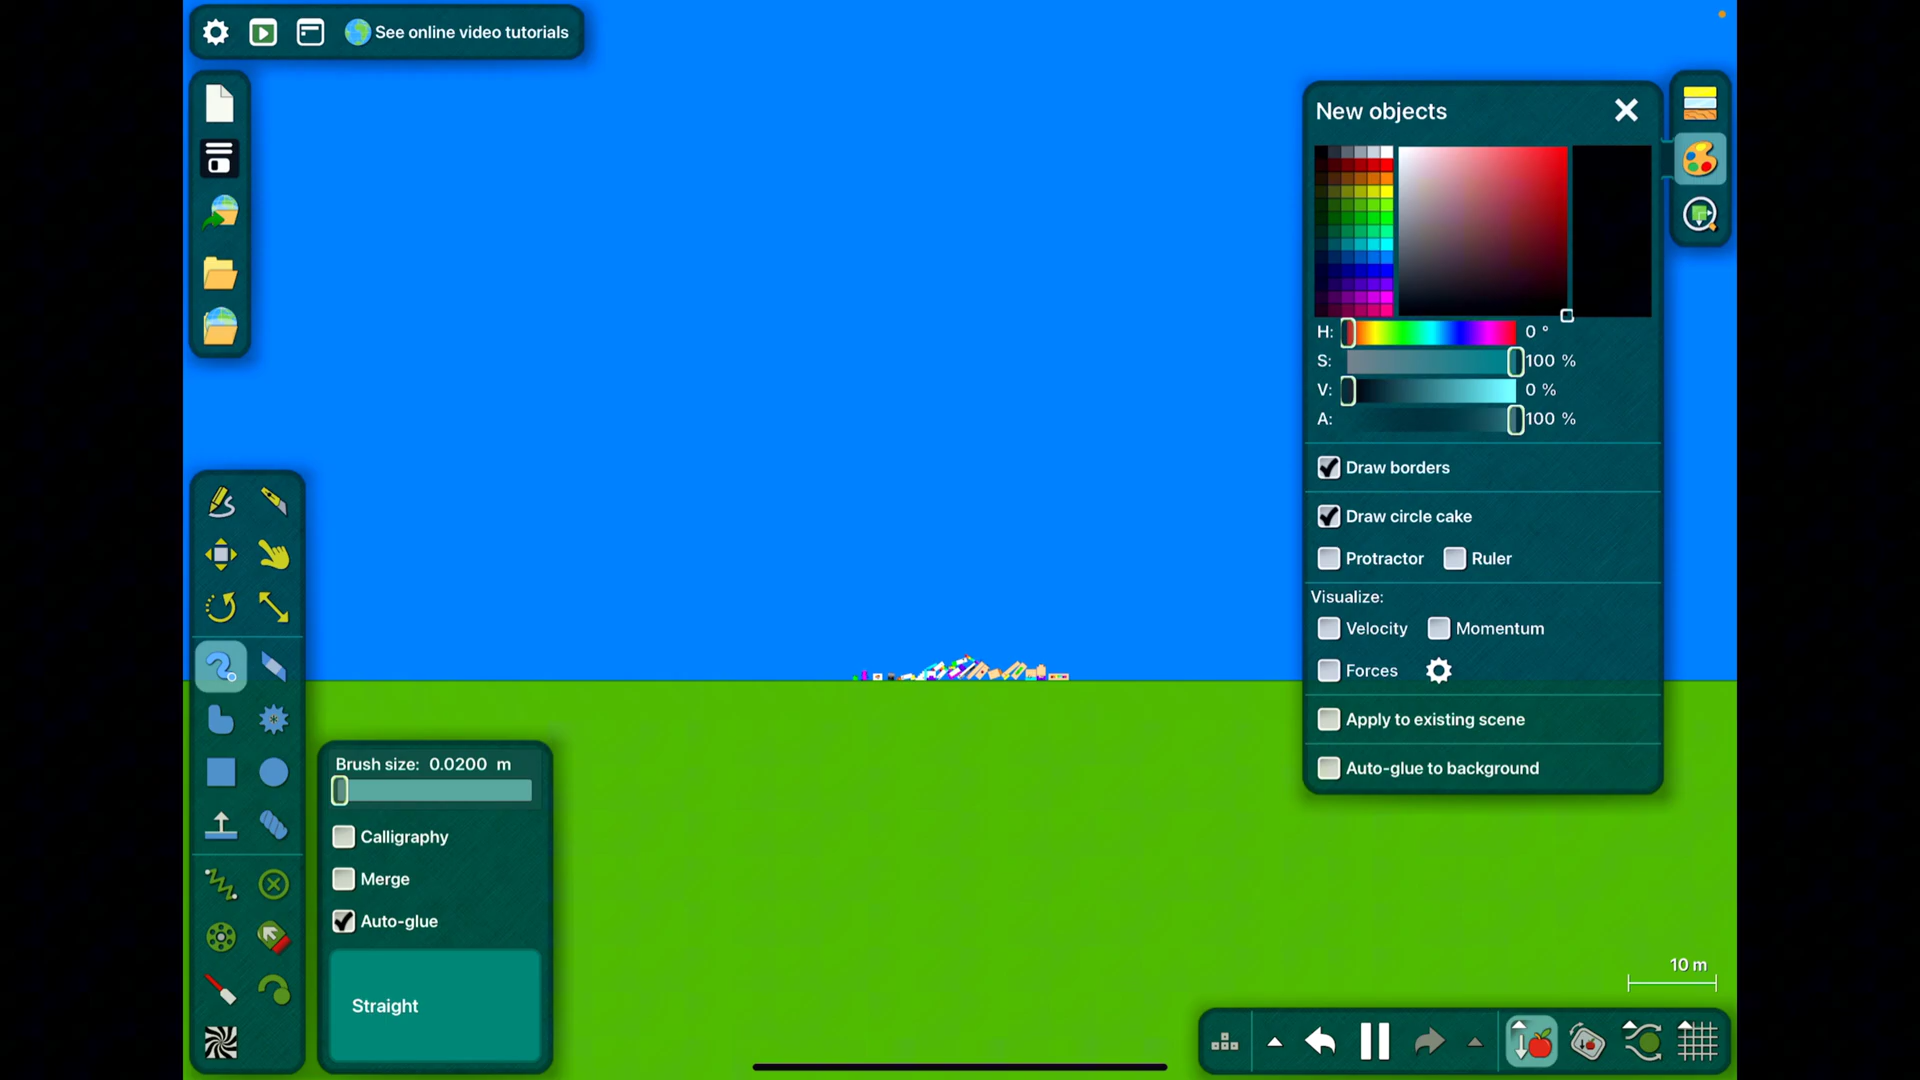 See online video tutorials
New objects
H: 0 °
S: 100 %
V: 0 %
A: 100 %
Draw borders
Draw circle cake
Protractor Ruler
Visualize:
Velocity Momentum
Forces
Apply to existing scene
Auto-glue to background
Brush size: 0.0200 m
Calligraphy
Merge
Auto-glue
Straight
10 m